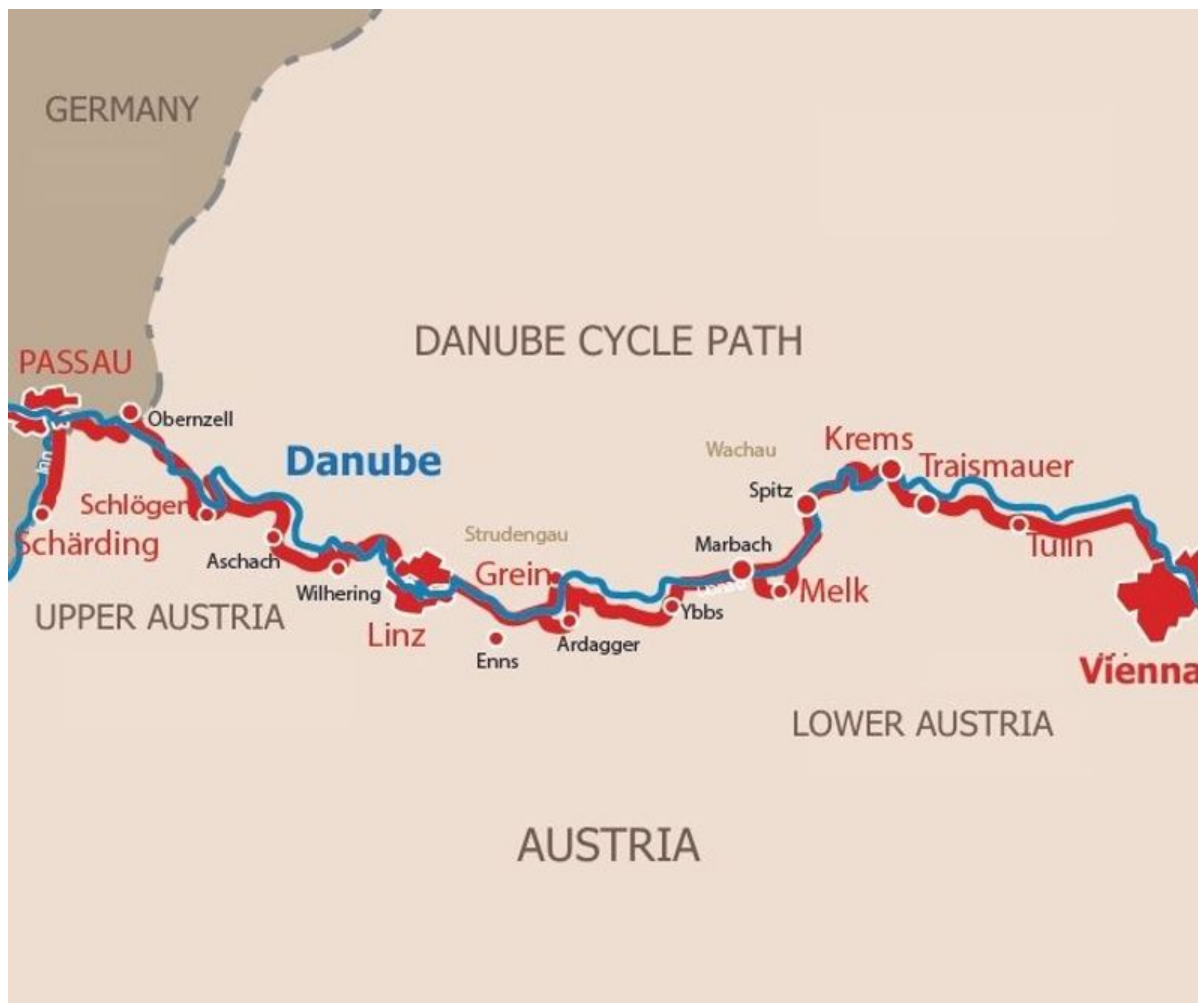 GERMANY
DANUBE CYCLE PATH
PASSAU
Obernzell
Danube
Wachau
Krems
Traismauer
Spitz
Schlögen
Schärding
Inn
Aschach
Strudengau
Grein
Marbach
Tulln
Wilhering
Melk
Ybbs
UPPER AUSTRIA
Linz
Ardagger
Enns
Vienna
LOWER AUSTRIA
AUSTRIA